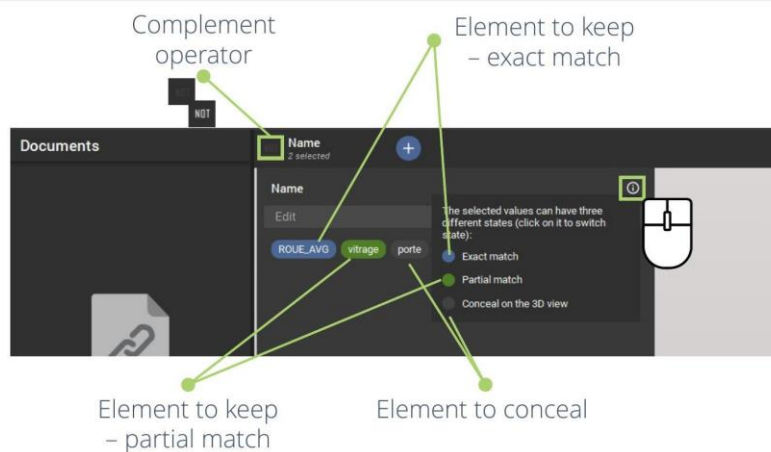 Complement
operator
Element to keep
– exact match
NOT
NOT
Documents
Name
2 selected
+
Name
Edit
The selected values can have three
different states (click on it to switch
state):
ROUE_AVG
vitrage
porte
Exact match
Partial match
Conceal on the 3D view
Element to keep
– partial match
Element to conceal